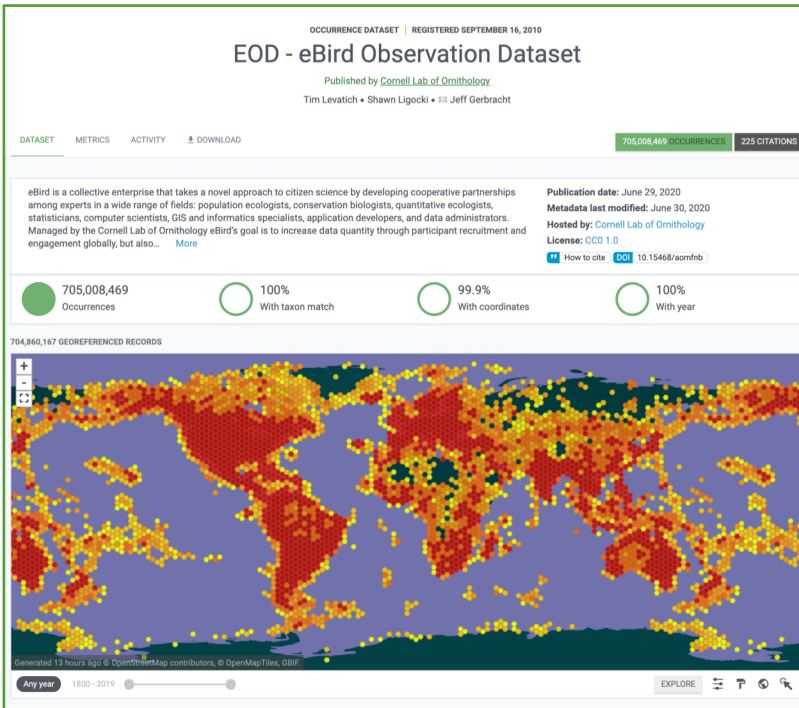 OCCURRENCE DATASET | REGISTERED SEPTEMBER 16, 2010
EOD - eBird Observation Dataset
Published by Cornell Lab of Ornithology
Tim Levatich • Shawn Ligocki • Jeff Gerbracht
DATASET METRICS ACTIVITY DOWNLOAD 705,008,469 OCCURRENCES 225 CITATIONS
eBird is a collective enterprise that takes a novel approach to citizen science by developing cooperative partnerships
among experts in a wide range of fields: population ecologists, conservation biologists, quantitative ecologists,
statisticians, computer scientists, GIS and informatics specialists, application developers, and data administrators.
Managed by the Cornell Lab of Ornithology eBird's goal is to increase data quantity through participant recruitment and
engagement globally, but also... More
Publication date: June 29, 2020
Metadata last modified: June 30, 2020
Hosted by: Cornell Lab of Ornithology
License: CC0 1.0
How to cite DOI 10.15468/aomfnb
705,008,469
Occurrences
100%
With taxon match
99.9%
With coordinates
100%
With year
704,860,167 GEOREFERENCED RECORDS
+
-
Generated 13 hours ago © OpenStreetMap contributors, © OpenMapTiles, GBIF.
Any year 1800 - 2019 EXPLORE